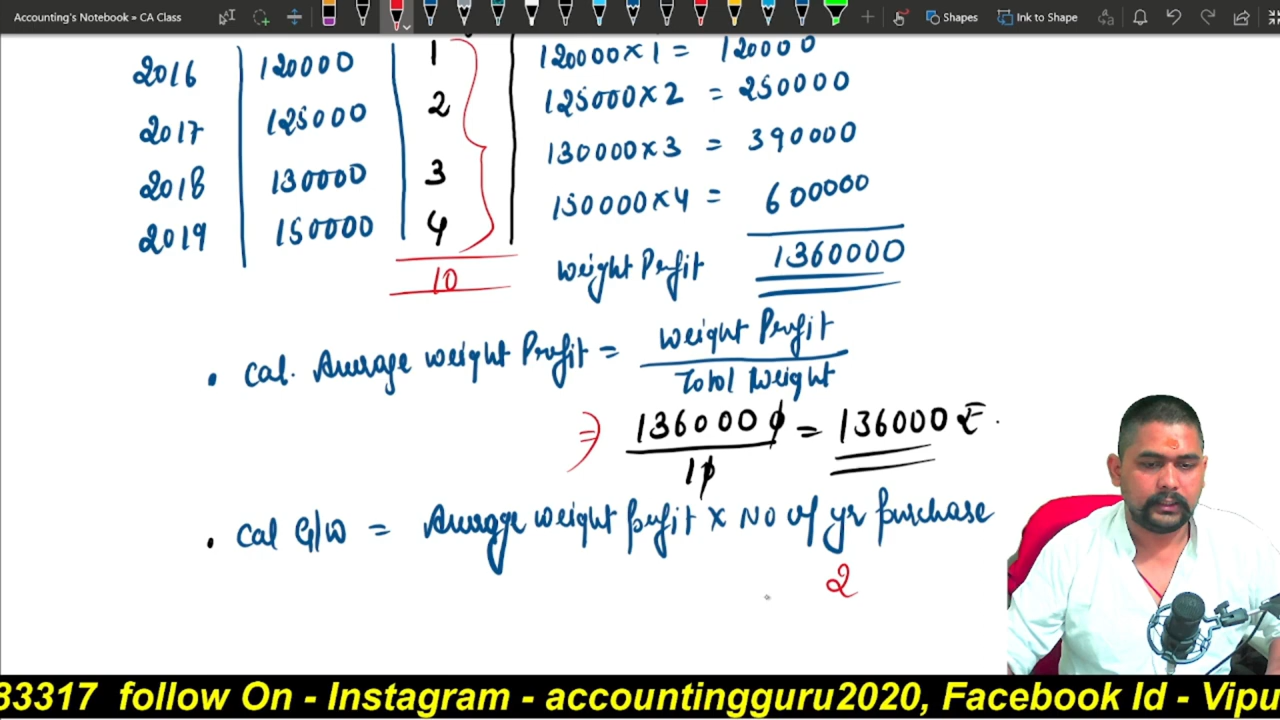 Accounting's Notebook » CA Class
Shapes
Ink to Shape
2016 120000 1 120000×1 = 120000
2017 125000 2 125000×2 = 250000
2018 130000 3 130000×3 = 390000
2019 150000 4 150000×4 = 600000
10 Weight Profit 1360000
• Cal. Average weight Profit = Weight Profit
Total Weight
⇒ 1360000 = 136000 ₹.
10
• Cal G/W = Average weight profit × No of yr purchase
2
33317 follow On - Instagram - accountingguru2020, Facebook Id - Vipu